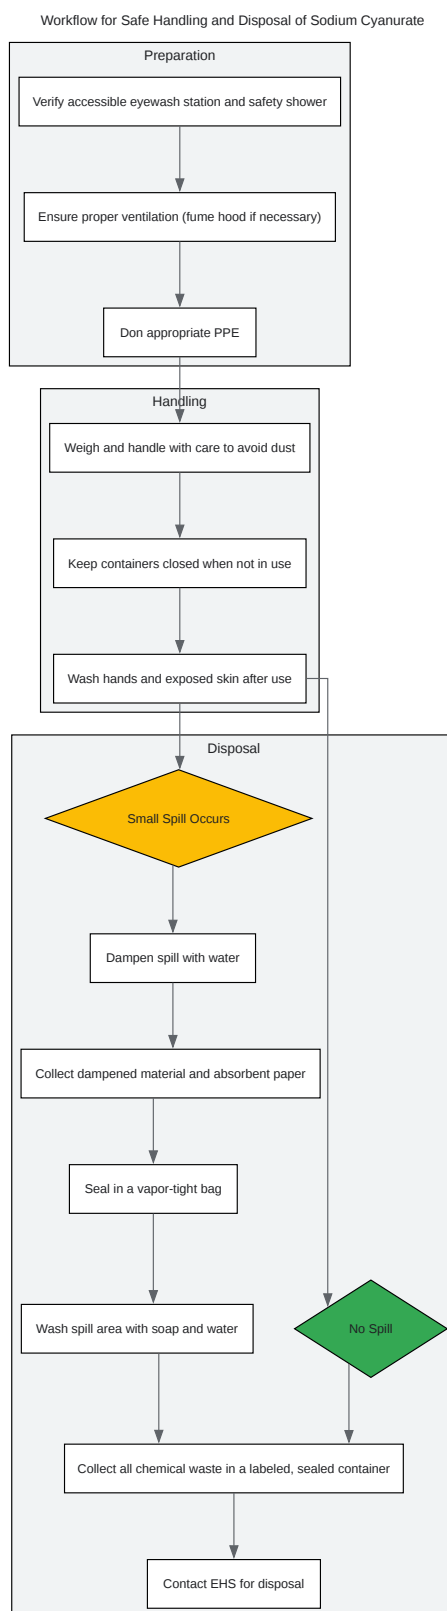 Workflow for Safe Handling and Disposal of Sodium Cyanurate
Preparation
Verify accessible eyewash station and safety shower
Ensure proper ventilation (fume hood if necessary)
Don appropriate PPE
Handling
Weigh and handle with care to avoid dust
Keep containers closed when not in use
Wash hands and exposed skin after use
Disposal
Small Spill Occurs
Dampen spill with water
Collect dampened material and absorbent paper
Seal in a vapor-tight bag
Wash spill area with soap and water
No Spill
Collect all chemical waste in a labeled, sealed container
Contact EHS for disposal